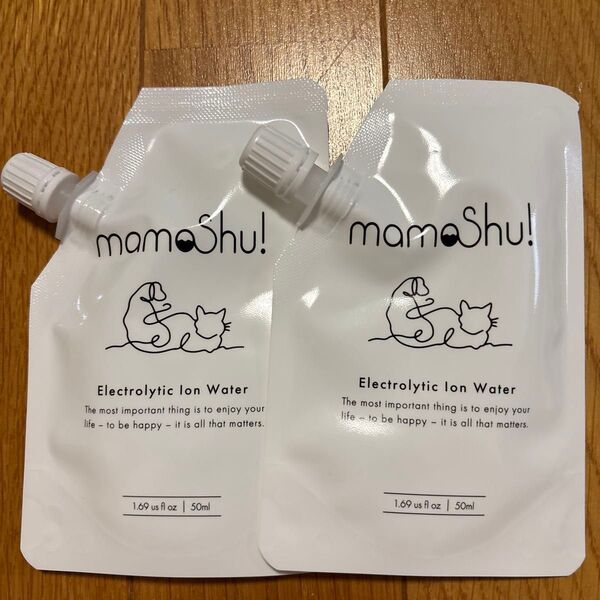 mamaShu!
Electrolytic Ion Water
The most important thing is to enjoy your
life – to be happy – it is all that matters.
1.69 us fl oz | 50ml
mamaShu!
Electrolytic Ion Water
The most important thing is to enjoy your
life – to be happy – it is all that matters.
1.69 us fl oz | 50ml